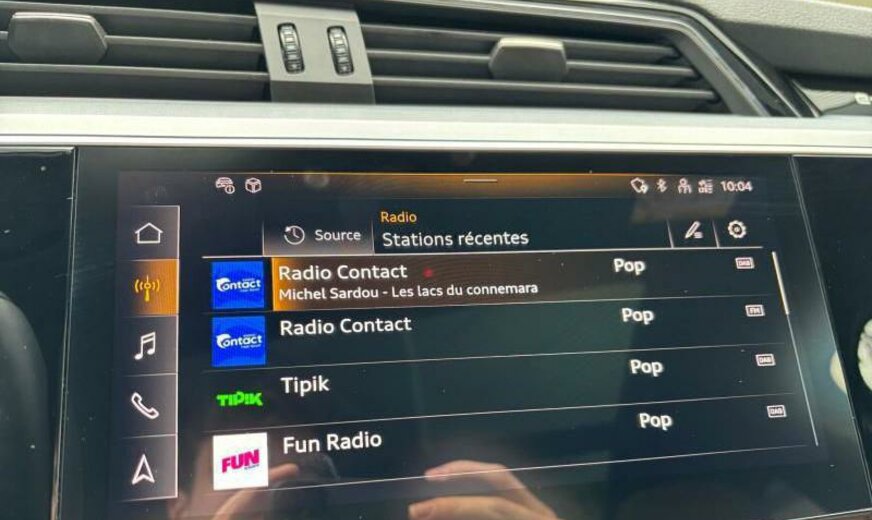 10:04
Radio
Source
Stations récentes
contact
Radio Contact
Pop
DAB
Michel Sardou - Les lacs du connemara
contact
Radio Contact
Pop
FM
TIPIK
Tipik
Pop
DAB
FUN
Fun Radio
Pop
DAB